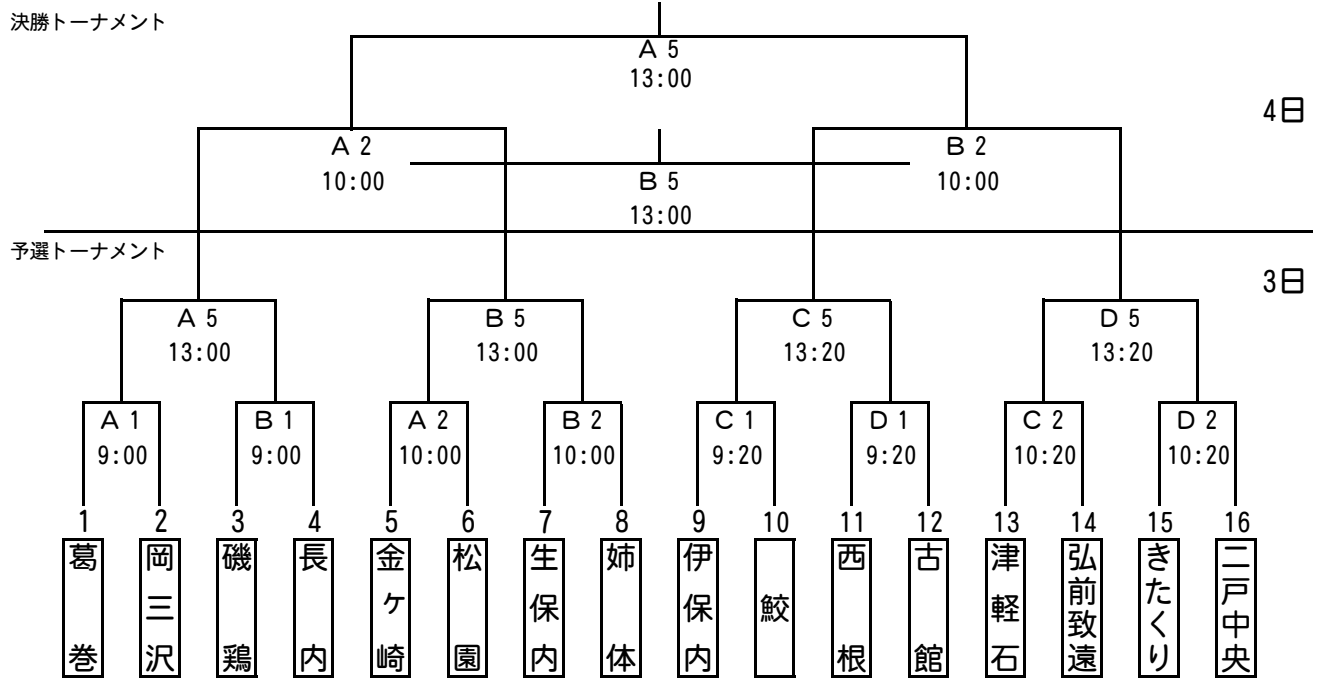 決勝トーナメント
A 5
13:00
4日
A 2
10:00
B 2
10:00
B 5
13:00
予選トーナメント
3日
A 5
13:00
B 5
13:00
C 5
13:20
D 5
13:20
A 1
9:00
B 1
9:00
A 2
10:00
B 2
10:00
C 1
9:20
D 1
9:20
C 2
10:20
D 2
10:20
1
2
3
4
5
6
7
8
9
10
11
12
13
14
15
16
葛巻
岡三沢
磯鶏
長内
金ケ崎
松園
生保内
姉体
伊保内
鮫
西根
古館
津軽石
弘前致遠
きたくり
二戸中央